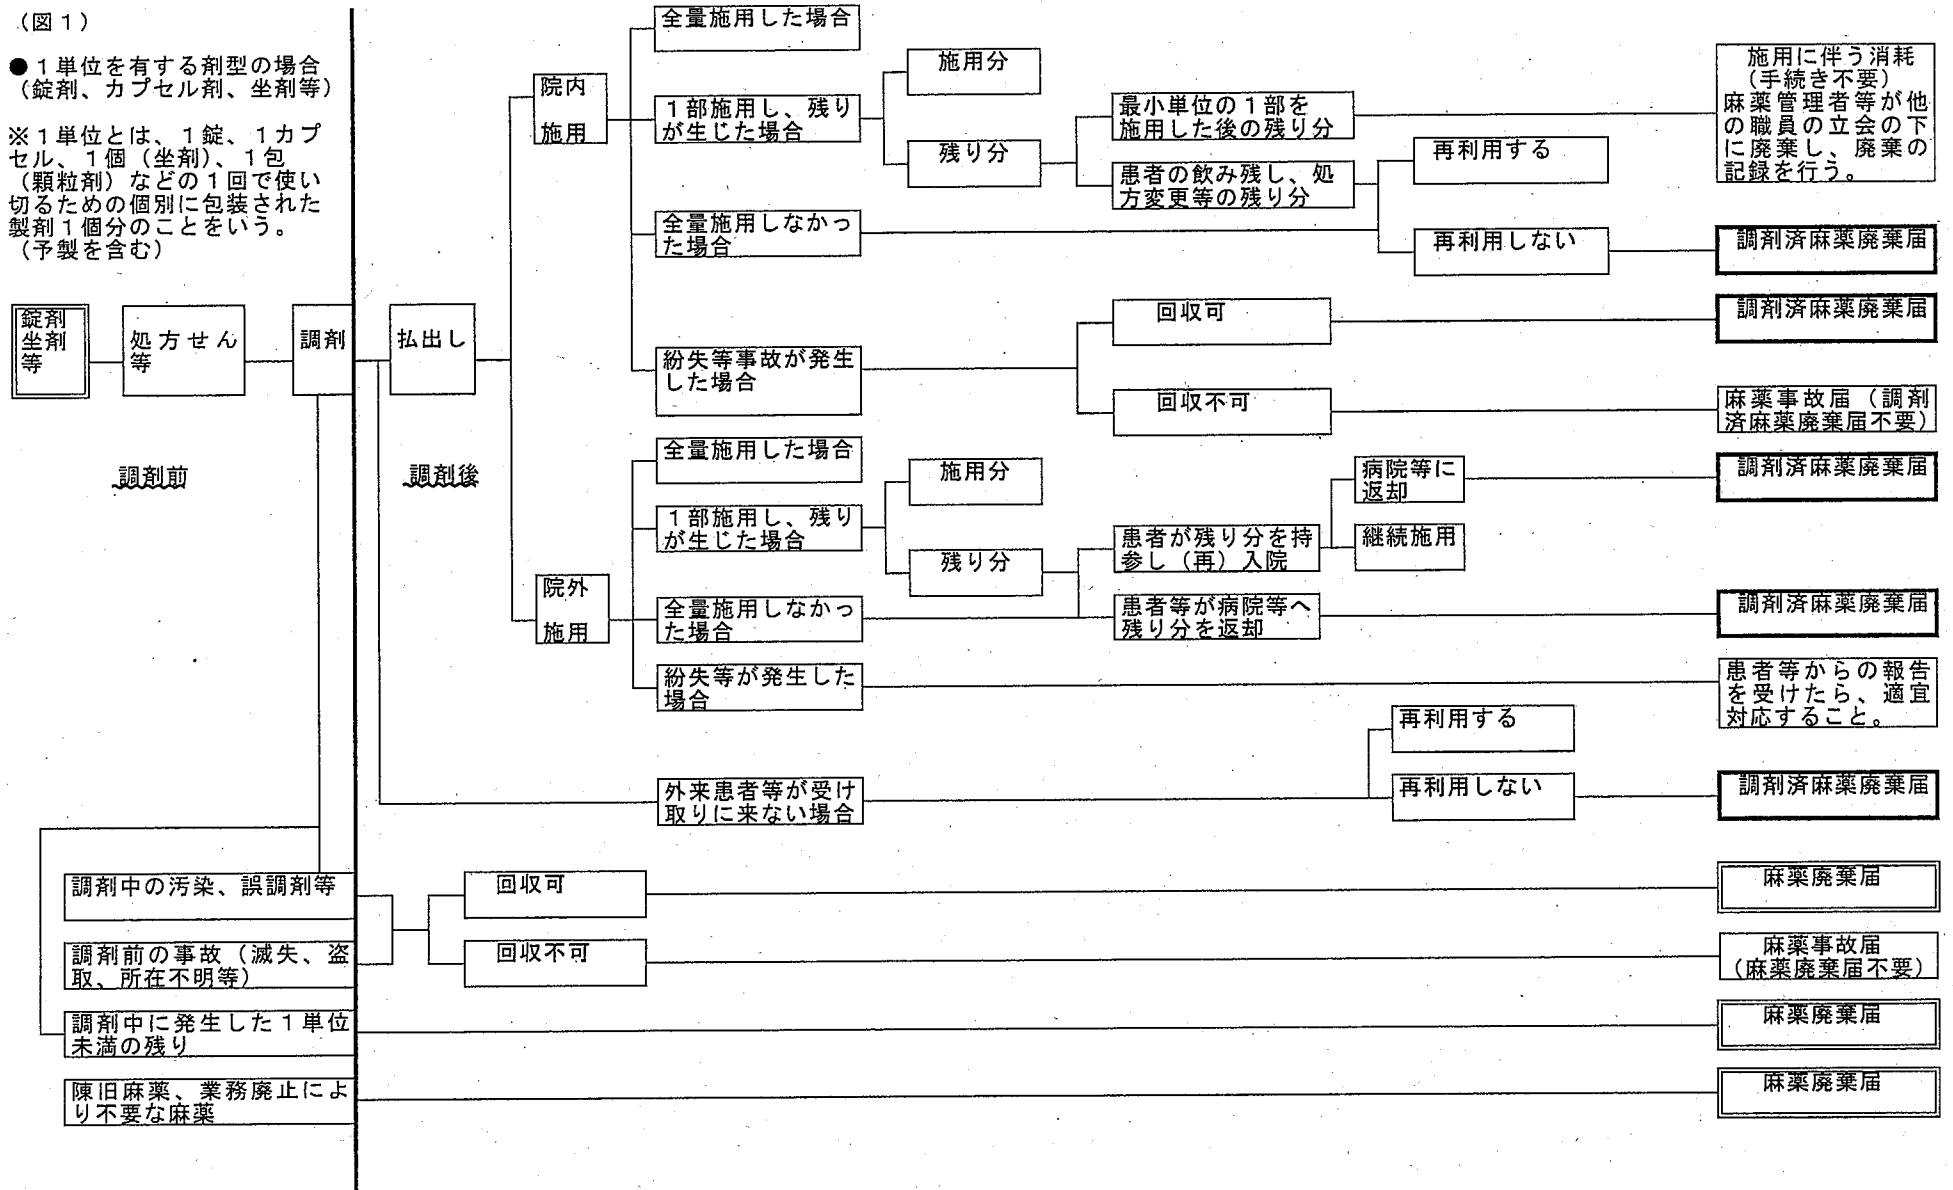 (図１)
●１単位を有する剤型の場合
(錠剤、カプセル剤、坐剤等)
※１単位とは、１錠、１カプ
セル、１個(坐剤)、１包
(顆粒剤)などの１回で使い
切るための個別に包装された
製剤１個分のことをいう。
(予製を含む)
錠剤
坐剤
等
処方せん
等
調剤
払出し
調剤前
調剤後
院内
施用
全量施用した場合
１部施用し、残り
が生じた場合
施用分
残り分
最小単位の１部を
施用した後の残り分
施用に伴う消耗
(手続き不要)
麻薬管理者等が他
の職員の立会の下
に廃棄し、廃棄の
記録を行う。
患者の飲み残し、処
方変更等の残り分
再利用する
全量施用しなかっ
た場合
再利用しない
調剤済麻薬廃棄届
紛失等事故が発生
した場合
回収可
調剤済麻薬廃棄届
回収不可
麻薬事故届(調剤
済麻薬廃棄届不要)
院外
施用
全量施用した場合
１部施用し、残り
が生じた場合
施用分
残り分
患者が残り分を持
参し(再)入院
病院等に
返却
調剤済麻薬廃棄届
継続施用
全量施用しなかっ
た場合
患者等が病院等へ
残り分を返却
調剤済麻薬廃棄届
紛失等が発生した
場合
患者等からの報告
を受けたら、適宜
対応すること。
外来患者等が受け
取りに来ない場合
再利用する
再利用しない
調剤済麻薬廃棄届
調剤中の汚染、誤調剤等
回収可
麻薬廃棄届
調剤前の事故(滅失、盗
取、所在不明等)
回収不可
麻薬事故届
(麻薬廃棄届不要)
調剤中に発生した１単位
未満の残り
麻薬廃棄届
陳旧麻薬、業務廃止によ
り不要な麻薬
麻薬廃棄届